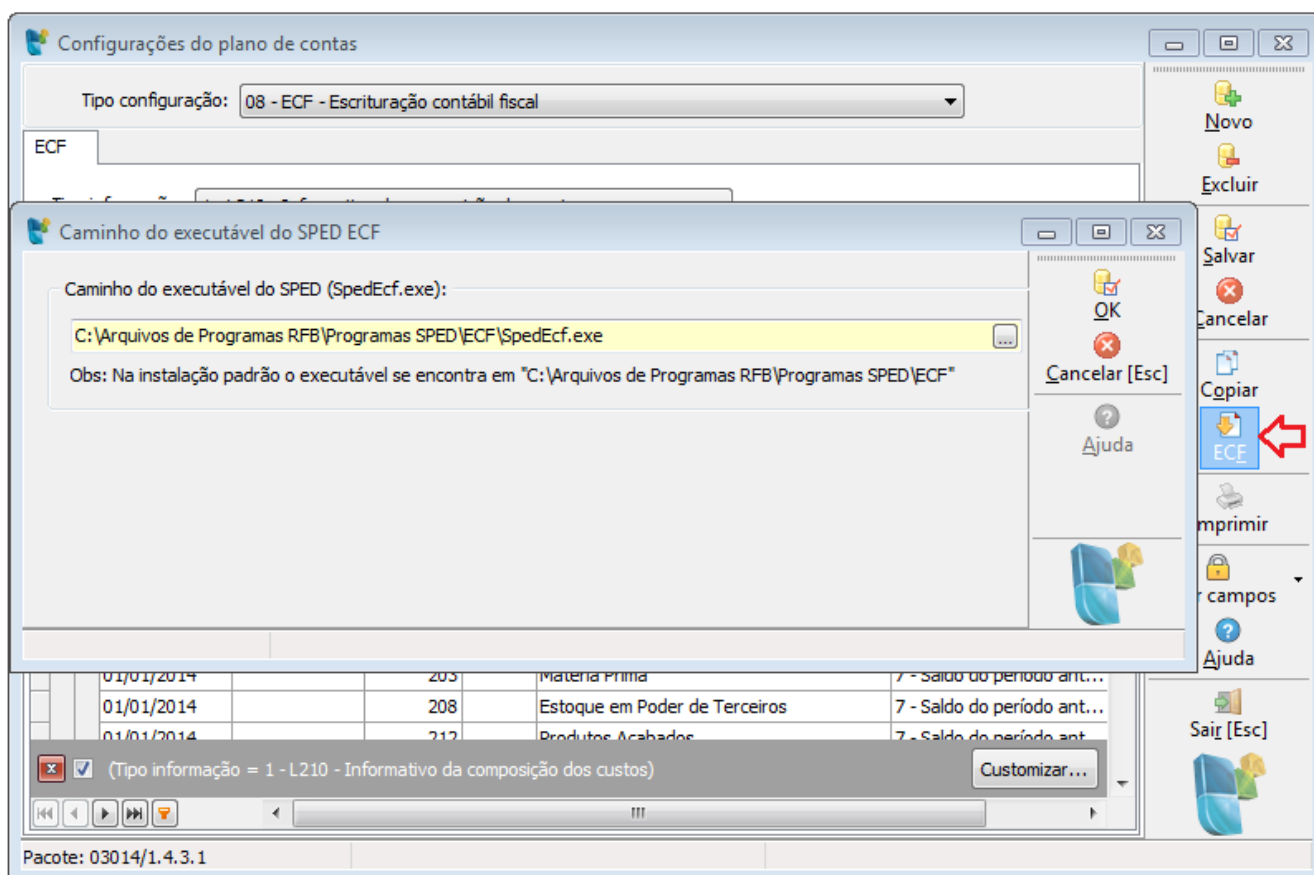 Configurações do plano de contas
Tipo configuração: 08 - ECF - Escrituração contábil fiscal
ECF
Caminho do executável do SPED ECF
Caminho do executável do SPED (SpedEcf.exe):
C:\Arquivos de Programas RFB\Programas SPED\ECF\SpedEcf.exe
...
Obs: Na instalação padrão o executável se encontra em "C:\Arquivos de Programas RFB\Programas SPED\ECF"
OK
Cancelar [Esc]
Ajuda
Novo
Excluir
Salvar
Cancelar
Copiar
ECF
Imprimir
campos
Ajuda
Sair [Esc]
01/01/2014 203 Matéria Prima 7 - Saldo do período ant...
01/01/2014 208 Estoque em Poder de Terceiros 7 - Saldo do período ant...
01/01/2014 212 Produtos Acabados 7 - Saldo do período ant
(Tipo informação = 1 - L210 - Informativo da composição dos custos)
Customizar...
Pacote: 03014/1.4.3.1